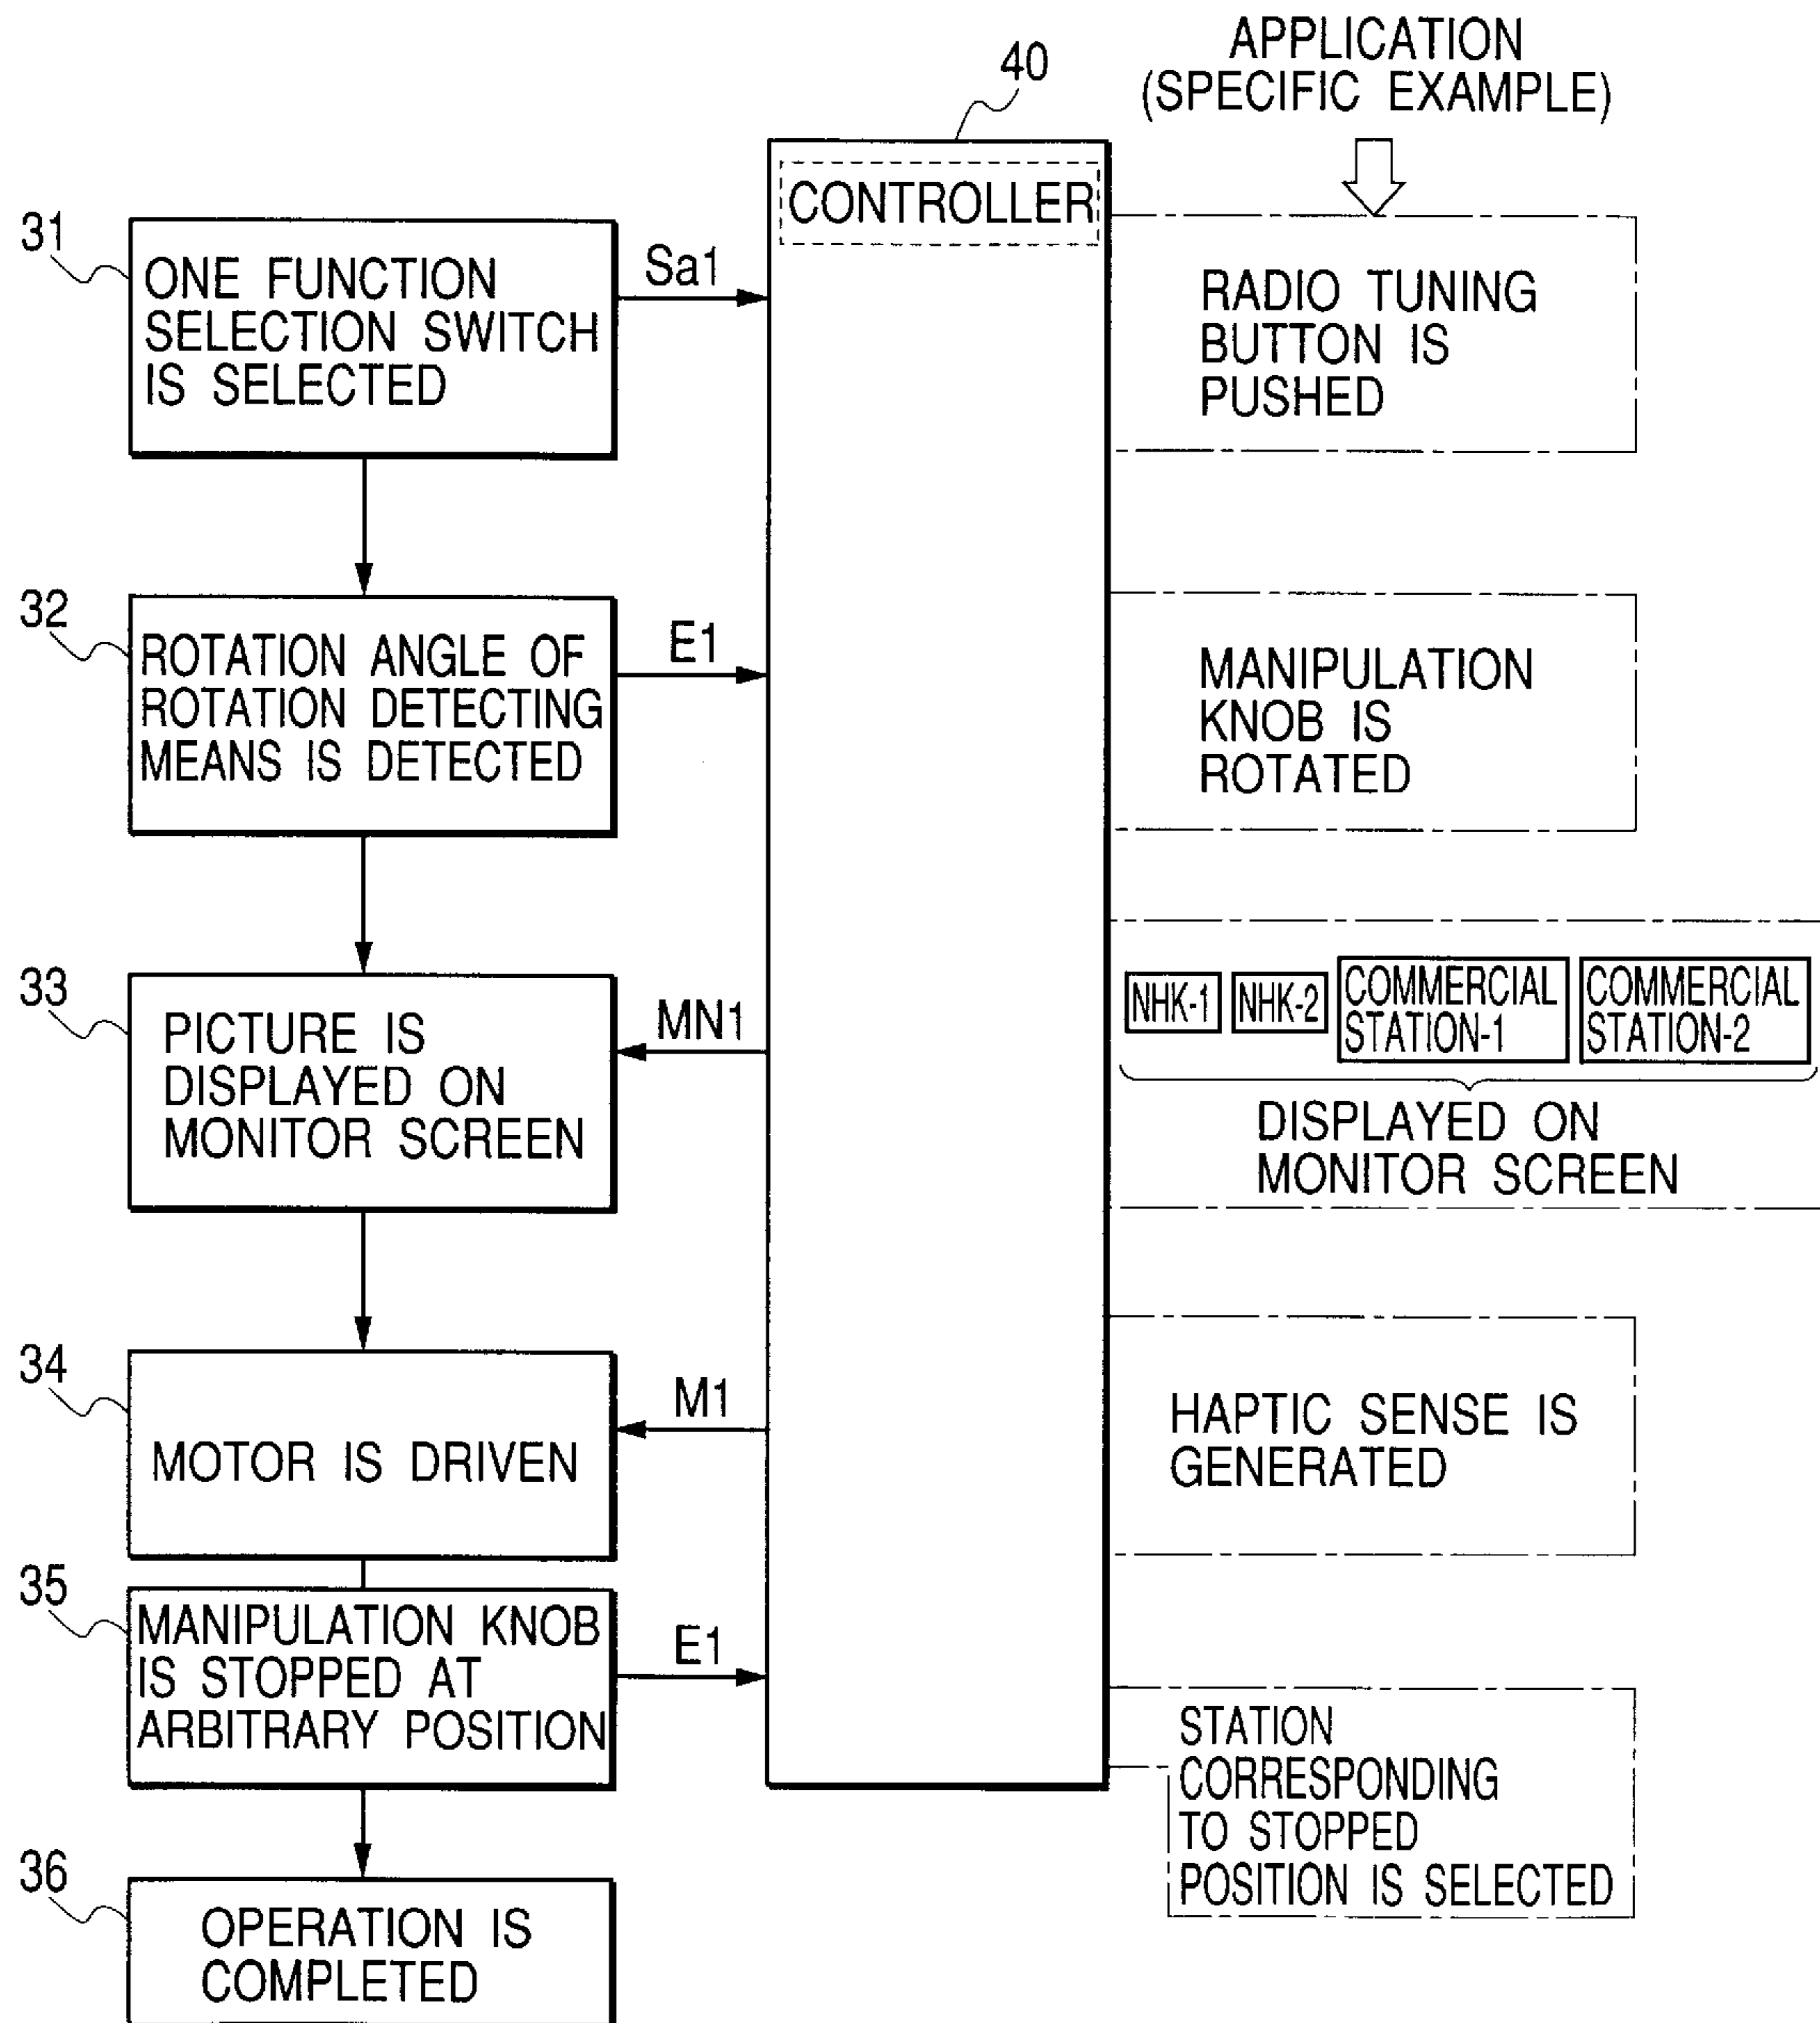 APPLICATION
(SPECIFIC EXAMPLE)
40
CONTROLLER
31
ONE FUNCTION
SELECTION SWITCH
IS SELECTED
Sa1
RADIO TUNING
BUTTON IS
PUSHED
32
ROTATION ANGLE OF
ROTATION DETECTING
MEANS IS DETECTED
E1
MANIPULATION
KNOB IS
ROTATED
33
PICTURE IS
DISPLAYED ON
MONITOR SCREEN
MN1
NHK-1
NHK-2
COMMERCIAL
STATION-1
COMMERCIAL
STATION-2
DISPLAYED ON
MONITOR SCREEN
34
MOTOR IS DRIVEN
M1
HAPTIC SENSE IS
GENERATED
35
MANIPULATION KNOB
IS STOPPED AT
ARBITRARY POSITION
E1
STATION
CORRESPONDING
TO STOPPED
POSITION IS SELECTED
36
OPERATION IS
COMPLETED